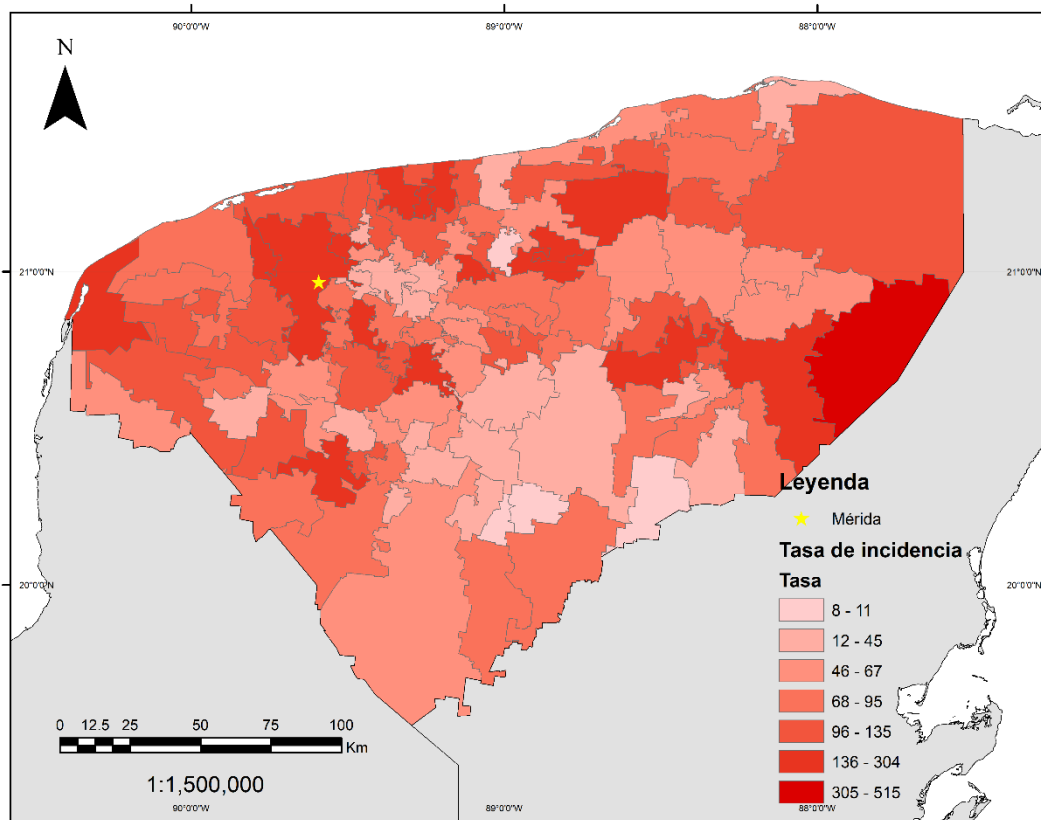 90°0'0"W 89°0'0"W 88°0'0"W
N
21°0'0"N 21°0'0"N
Leyenda
Mérida
Tasa de incidencia
Tasa
20°0'0"N 20°0'0"N
8 - 11
12 - 45
46 - 67
68 - 95
96 - 135
136 - 304
305 - 515
0 12.5 25 50 75 100
Km
1:1,500,000
90°0'0"W 89°0'0"W 88°0'0"W